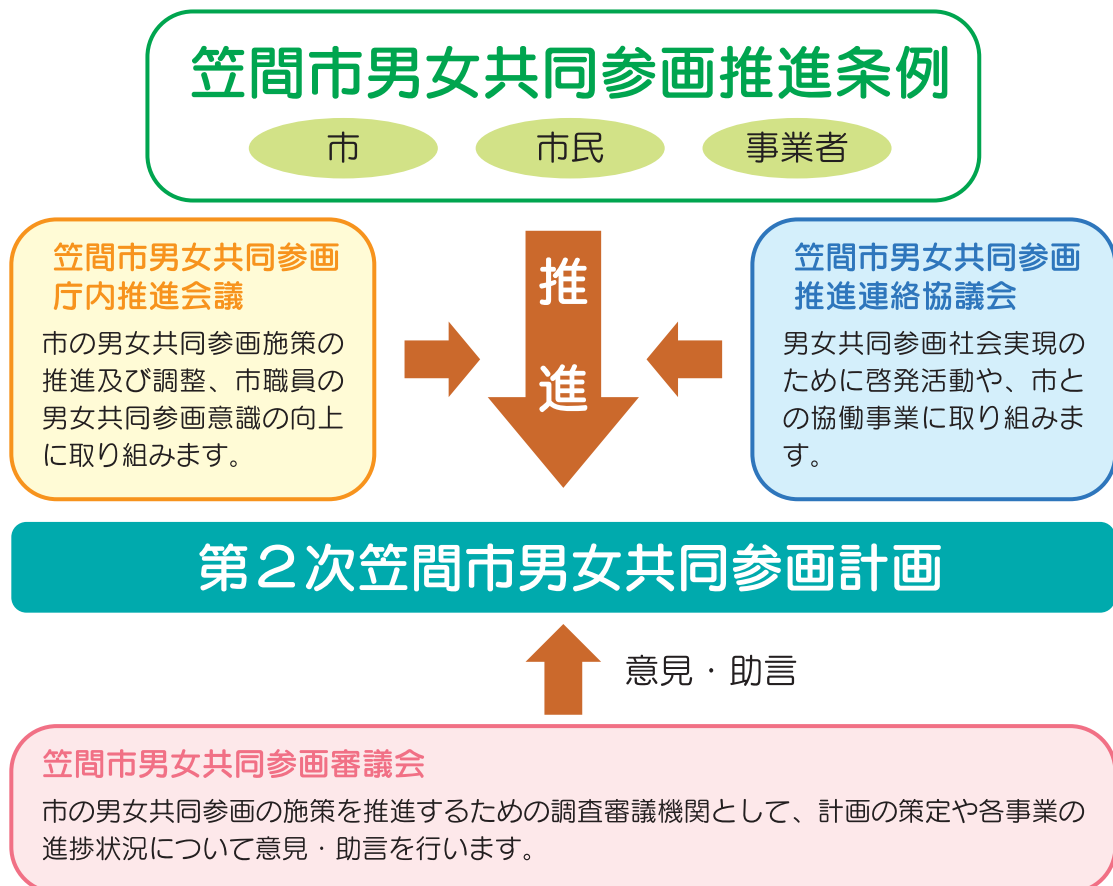 笠間市男女共同参画推進条例
市
市民
事業者
笠間市男女共同参画
庁内推進会議
市の男女共同参画施策の
推進及び調整、市職員の
男女共同参画意識の向上
に取り組みます。
推
進
笠間市男女共同参画
推進連絡協議会
男女共同参画社会実現の
ために啓発活動や、市と
の協働事業に取り組みま
す。
第２次笠間市男女共同参画計画
意見・助言
笠間市男女共同参画審議会
市の男女共同参画の施策を推進するための調査審議機関として、計画の策定や各事業の
進捗状況について意見・助言を行います。